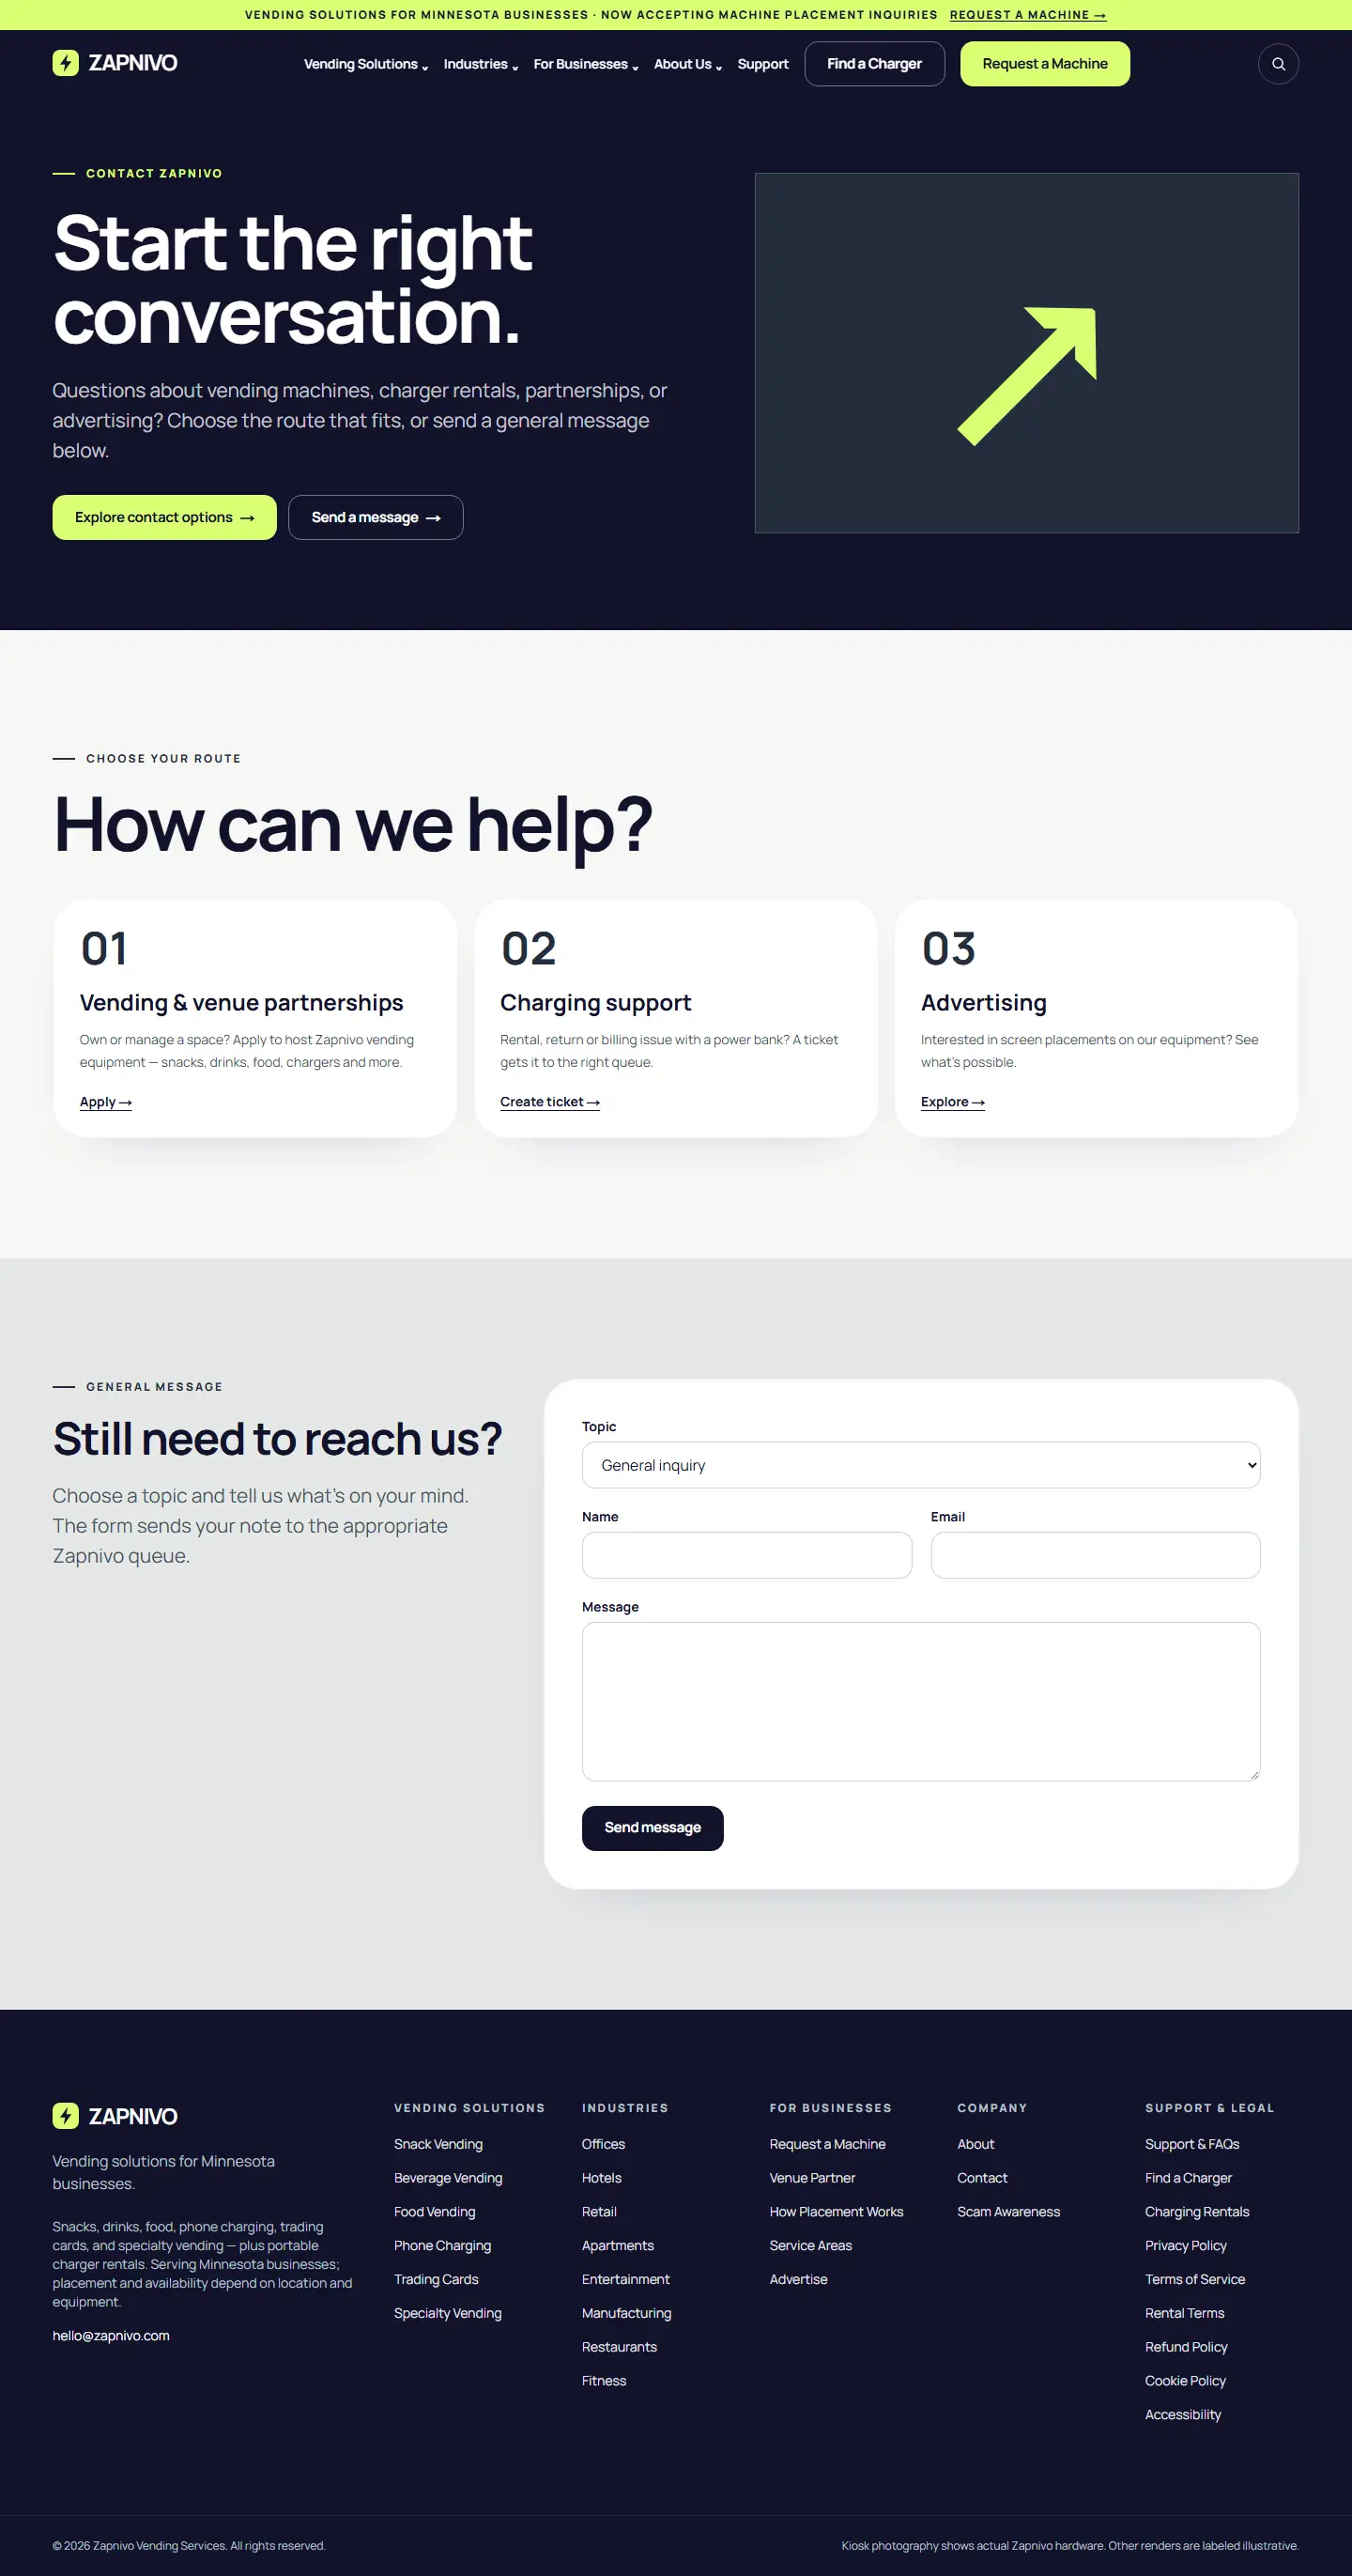 VENDING SOLUTIONS FOR MINNESOTA BUSINESSES · NOW ACCEPTING MACHINE PLACEMENT INQUIRIES REQUEST A MACHINE →
ZAPNIVO
Vending Solutions
Industries
For Businesses
About Us
Support
Find a Charger
Request a Machine
CONTACT ZAPNIVO
Start the right
conversation.
Questions about vending machines, charger rentals, partnerships, or
advertising? Choose the route that fits, or send a general message
below.
Explore contact options →
Send a message →
CHOOSE YOUR ROUTE
How can we help?
01
Vending & venue partnerships
Own or manage a space? Apply to host Zapnivo vending
equipment — snacks, drinks, food, chargers and more.
Apply →
02
Charging support
Rental, return or billing issue with a power bank? A ticket
gets it to the right queue.
Create ticket →
03
Advertising
Interested in screen placements on our equipment? See
what's possible.
Explore →
GENERAL MESSAGE
Still need to reach us?
Choose a topic and tell us what's on your mind.
The form sends your note to the appropriate
Zapnivo queue.
Topic
General inquiry
Name
Email
Message
Send message
ZAPNIVO
Vending solutions for Minnesota
businesses.
Snacks, drinks, food, phone charging, trading
cards, and specialty vending — plus portable
charger rentals. Serving Minnesota businesses;
placement and availability depend on location and
equipment.
hello@zapnivo.com
VENDING SOLUTIONS
Snack Vending
Beverage Vending
Food Vending
Phone Charging
Trading Cards
Specialty Vending
INDUSTRIES
Offices
Hotels
Retail
Apartments
Entertainment
Manufacturing
Restaurants
Fitness
FOR BUSINESSES
Request a Machine
Venue Partner
How Placement Works
Service Areas
Advertise
COMPANY
About
Contact
Scam Awareness
SUPPORT & LEGAL
Support & FAQs
Find a Charger
Charging Rentals
Privacy Policy
Terms of Service
Rental Terms
Refund Policy
Cookie Policy
Accessibility
© 2026 Zapnivo Vending Services. All rights reserved.
Kiosk photography shows actual Zapnivo hardware. Other renders are labeled illustrative.